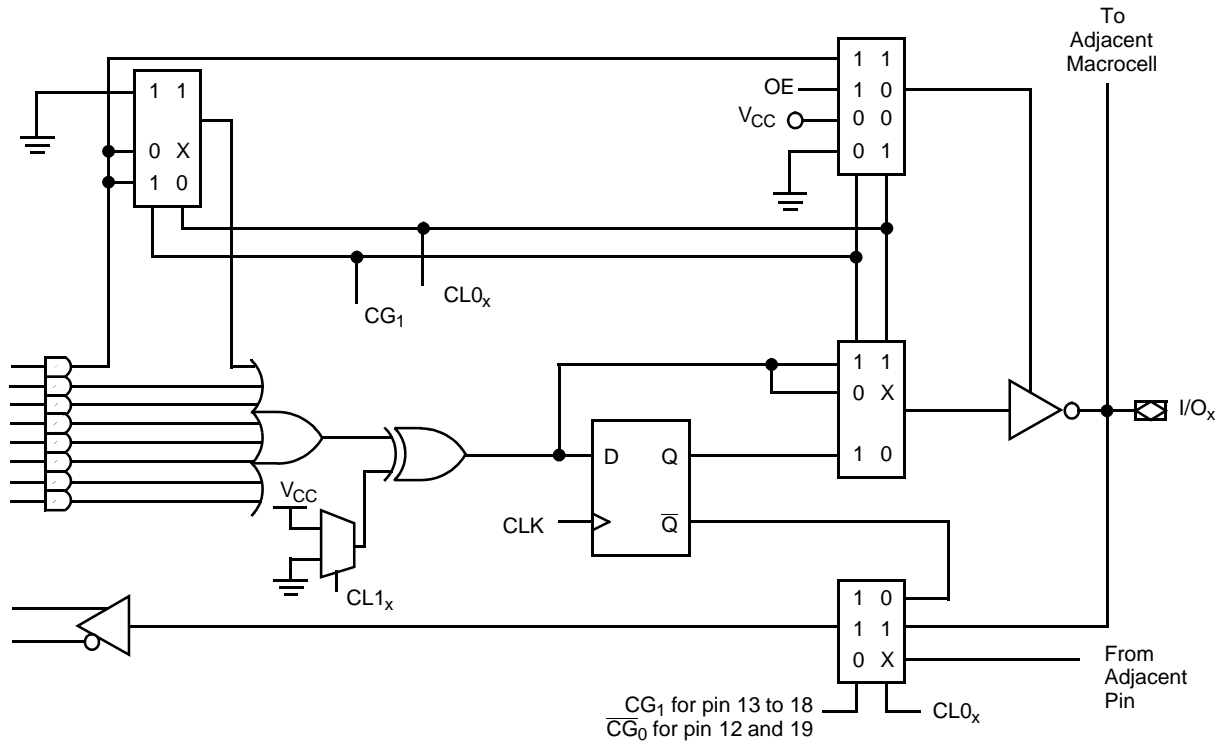 To
Adjacent
Macrocell
1 1
OE
1 0
VCC
0 0
0 1
1 1
0 X
1 0
CL0x
CG1
1 1
0 X
1 0
I/Ox
D Q
CLK
Q̅
VCC
CL1x
1 0
1 1
0 X
From
Adjacent
Pin
CG1 for pin 13 to 18
C̅G̅0 for pin 12 and 19
CL0x